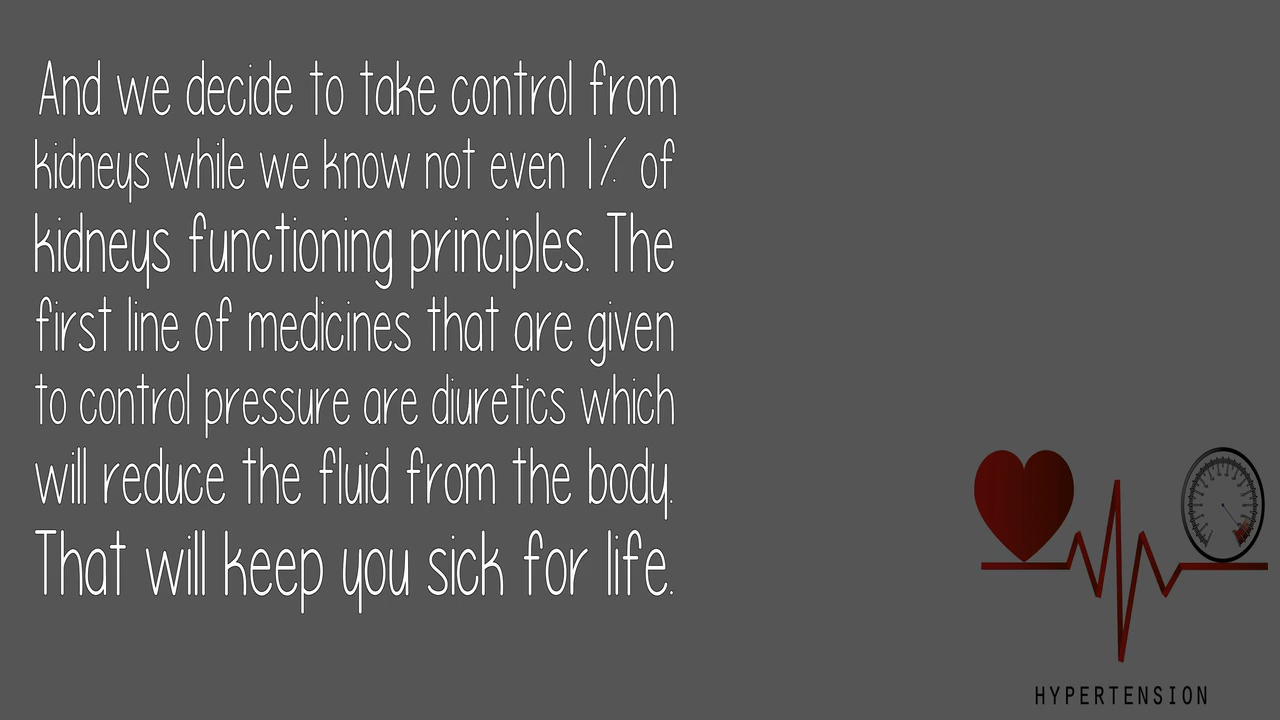 And we decide to take control from
kidneys while we know not even 1% of
kidneys functioning principles. The
first line of medicines that are given
to control pressure are diuretics which
will reduce the fluid from the body.
That will keep you sick for life.
HYPERTENSION